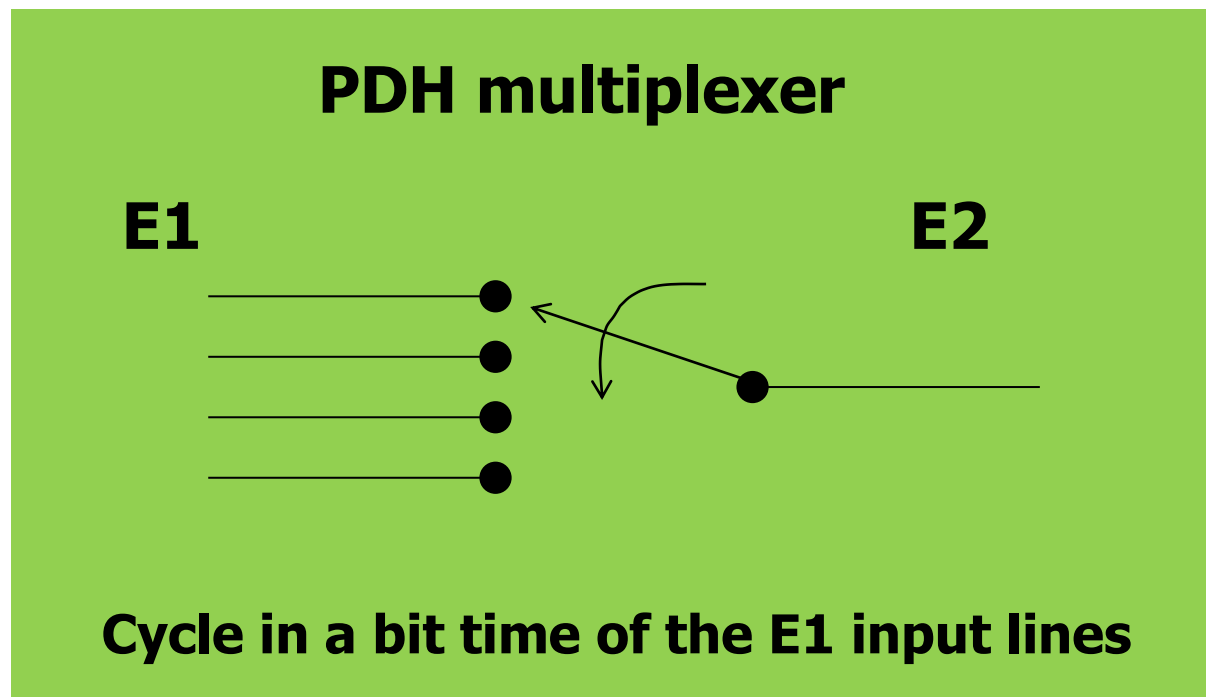 PDH multiplexer
E1
E2
Cycle in a bit time of the E1 input lines